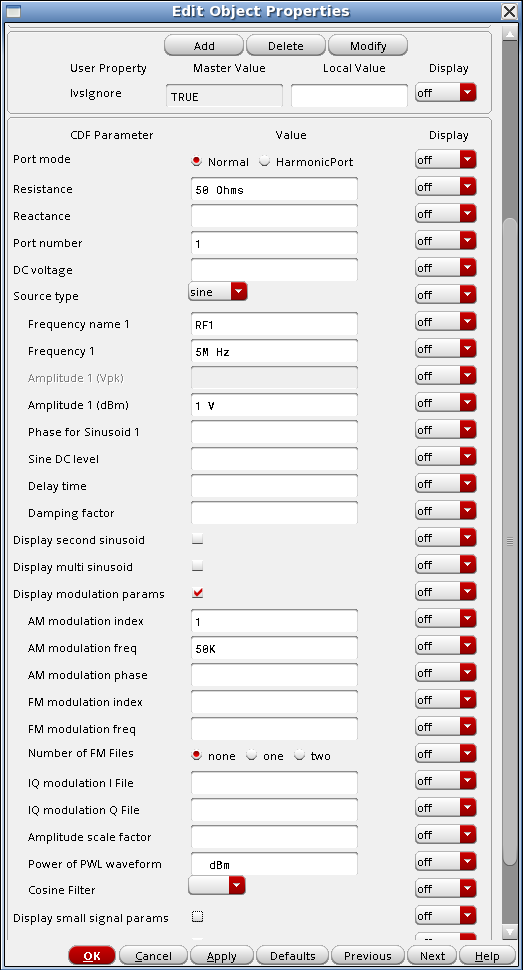 Edit Object Properties
Add Delete Modify
User Property Master Value Local Value Display
lvsIgnore TRUE off
CDF Parameter Value Display
Port mode Normal HarmonicPort off
Resistance 50 Ohms off
Reactance off
Port number 1 off
DC voltage off
Source type sine off
Frequency name 1 RF1 off
Frequency 1 5M Hz off
Amplitude 1 (Vpk) off
Amplitude 1 (dBm) 1 V off
Phase for Sinusoid 1 off
Sine DC level off
Delay time off
Damping factor off
Display second sinusoid off
Display multi sinusoid off
Display modulation params off
AM modulation index 1 off
AM modulation freq 50K off
AM modulation phase off
FM modulation index off
FM modulation freq off
Number of FM Files none one two off
IQ modulation I File off
IQ modulation Q File off
Amplitude scale factor off
Power of PWL waveform dBm off
Cosine Filter off
Display small signal params off
OK Cancel Apply Defaults Previous Next Help